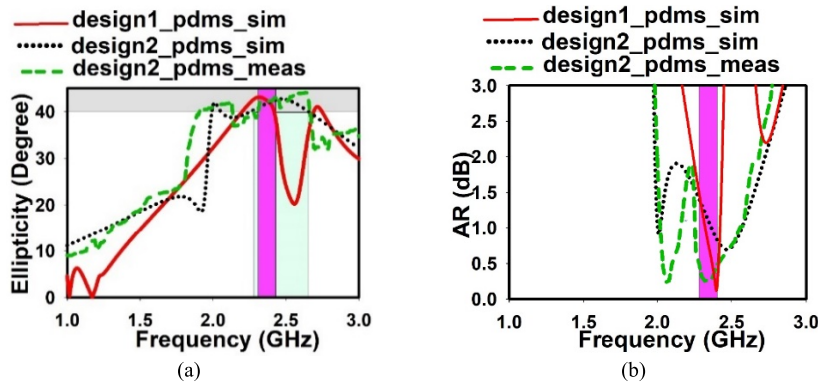 design1_pdms_sim
design2_pdms_sim
design2_pdms_meas
Ellipticity (Degree)
40
30
20
10
0
1.0 1.5 2.0 2.5 3.0
Frequency (GHz)
(a)
design1_pdms_sim
design2_pdms_sim
design2_pdms_meas
AR (dB)
3.0
2.5
2.0
1.5
1.0
0.5
0.0
1.0 1.5 2.0 2.5 3.0
Frequency (GHz)
(b)